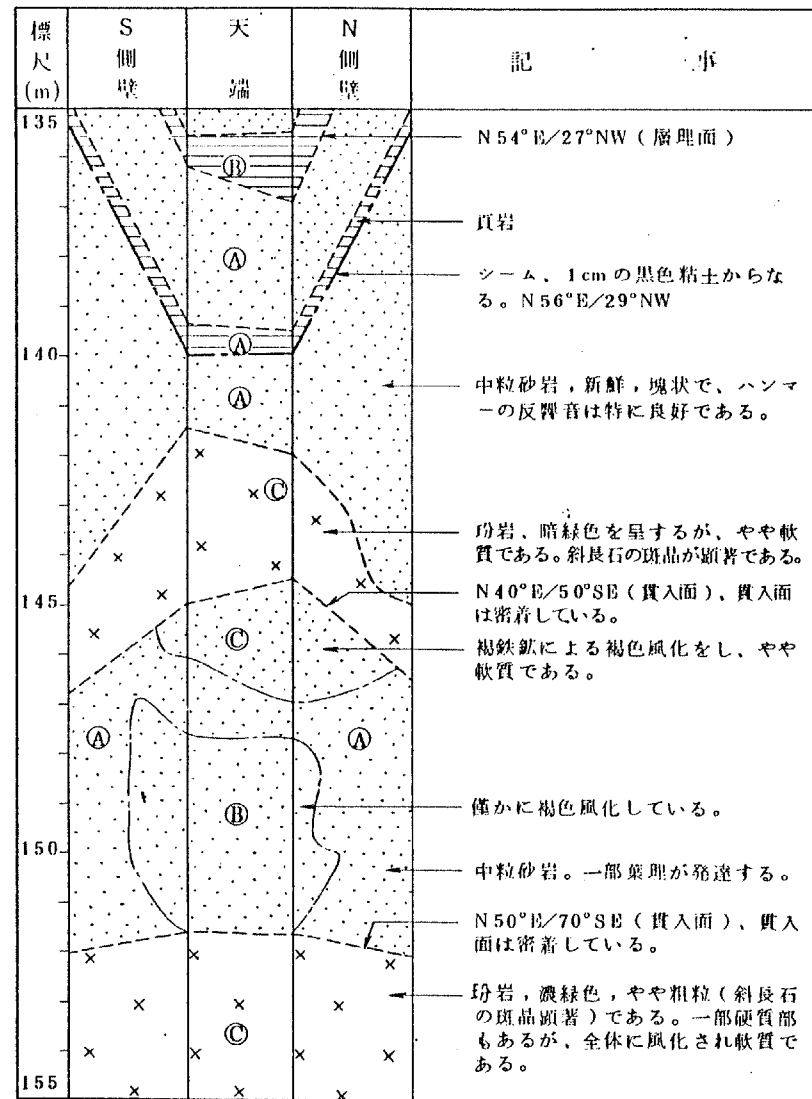 標尺(m)
S側壁
天端
N側壁
記事
135
140
145
150
155
Ⓑ
Ⓐ
Ⓐ
Ⓐ
Ⓒ
Ⓒ
Ⓐ
Ⓐ
Ⓑ
Ⓒ
N54°E/27°NW(層理面)
頁岩
シーム、1cmの黒色粘土からな
る。N56°E/29°NW
中粒砂岩,新鮮,塊状で、ハンマ
ーの反響音は特に良好である。
玢岩、暗緑色を呈するが、やや軟
質である。斜長石の斑晶が顕著である。
N40°E/50°SE(貫入面)、貫入面
は密着している。
褐鉄鉱による褐色風化をし、やや
軟質である。
僅かに褐色風化している。
中粒砂岩。一部葉理が発達する。
N50°E/70°SE(貫入面)、貫入
面は密着している。
玢岩,濃緑色,やや粗粒(斜長石
の斑晶顕著)である。一部硬質部
もあるが、全体に風化され軟質で
ある。